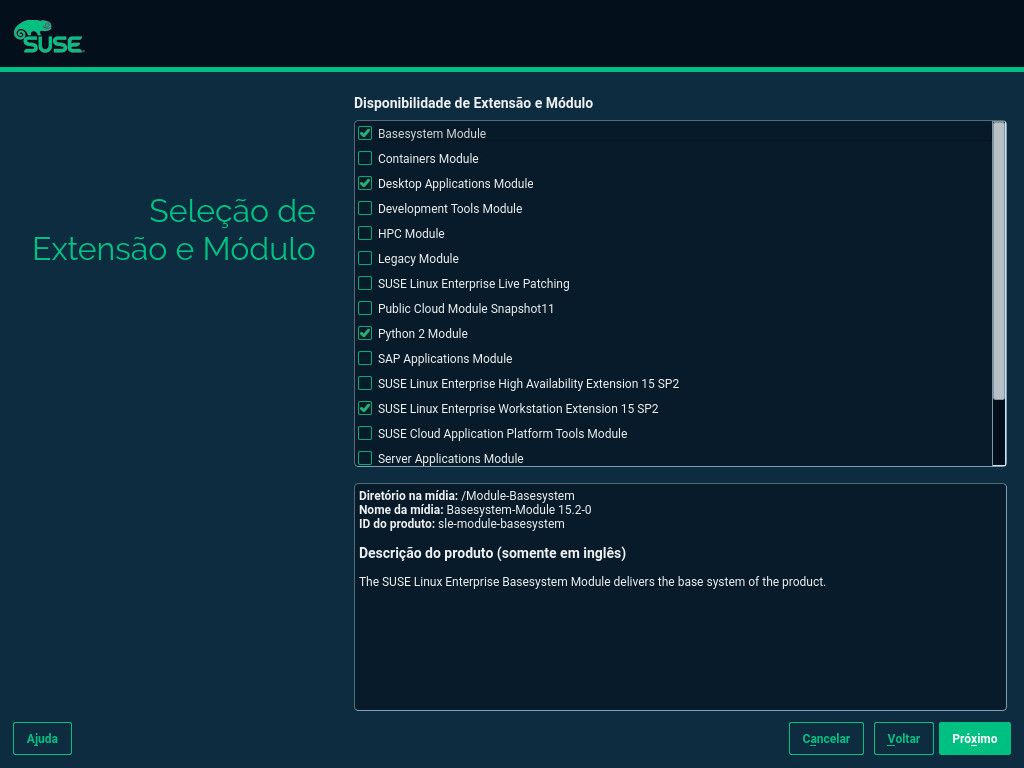 SUSE
Disponibilidade de Extensão e Módulo
Seleção de
Extensão e Módulo
Basesystem Module
Containers Module
Desktop Applications Module
Development Tools Module
HPC Module
Legacy Module
SUSE Linux Enterprise Live Patching
Public Cloud Module Snapshot11
Python 2 Module
SAP Applications Module
SUSE Linux Enterprise High Availability Extension 15 SP2
SUSE Linux Enterprise Workstation Extension 15 SP2
SUSE Cloud Application Platform Tools Module
Server Applications Module
Diretório na mídia: /Module-Basesystem
Nome da mídia: Basesystem-Module 15.2-0
ID do produto: sle-module-basesystem
Descrição do produto (somente em inglês)
The SUSE Linux Enterprise Basesystem Module delivers the base system of the product.
Ajuda
Cancelar
Voltar
Próximo